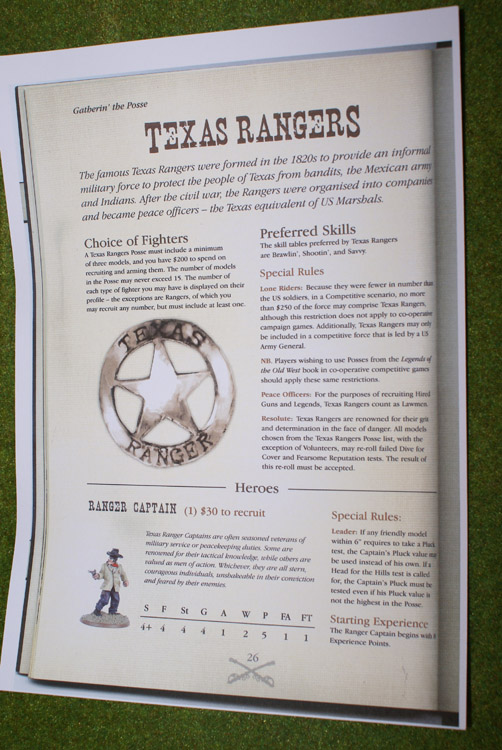 Gatherin' the Posse
TEXAS RANGERS
The famous Texas Rangers were formed in the 1820s to provide an informal
military force to protect the people of Texas from bandits, the Mexican army
and Indians. After the civil war, the Rangers were organised into companies
and became peace officers – the Texas equivalent of US Marshals.
Choice of Fighters
A Texas Rangers Posse must include a minimum
of three models, and you have $200 to spend on
recruiting and arming them. The number of models
in the Posse may never exceed 15. The number of
each type of fighter you may have is displayed on their
profile – the exceptions are Rangers, of which you
may recruit any number, but must include at least one.
TEXAS
RANGER
Preferred Skills
The skill tables preferred by Texas Rangers
are Brawlin', Shootin', and Savvy.
Special Rules
Lone Riders: Because they were fewer in number than
the US soldiers, in a Competitive scenario, no more
than $250 of the force may comprise Texas Rangers,
although this restriction does not apply to co-operative
campaign games. Additionally, Texas Rangers may only
be included in a competitive force that is led by a US
Army General.
NB. Players wishing to use Posses from the Legends of
the Old West book in co-operative competitive games
should apply these same restrictions.
Peace Officers: For the purposes of recruiting Hired
Guns and Legends, Texas Rangers count as Lawmen.
Resolute: Texas Rangers are renowned for their grit
and determination in the face of danger. All models
chosen from the Texas Rangers Posse list, with the
exception of Volunteers, may re-roll failed Dive for
Cover and Fearsome Reputation tests. The result of
this re-roll must be accepted.
Heroes
RANGER CAPTAIN (1) $30 to recruit
Texas Ranger Captains are often seasoned veterans of
military service or peacekeeping duties. Some are
renowned for their tactical knowledge, while others are
valued as men of action. Whichever, they are all stern,
courageous individuals, unshakeable in their conviction
and feared by their enemies.
S F St G A W P FA FT
4+ 4 4 4 1 2 5 1 1
Special Rules:
Leader: If any friendly model
within 6" requires to take a Pluck
test, the Captain's Pluck value may
be used instead of his own. If a
Head for the Hills test is called
for, the Captain's Pluck must be
tested even if his Pluck value is
not the highest in the Posse.
Starting Experience
The Ranger Captain begins with
Experience Points.
26